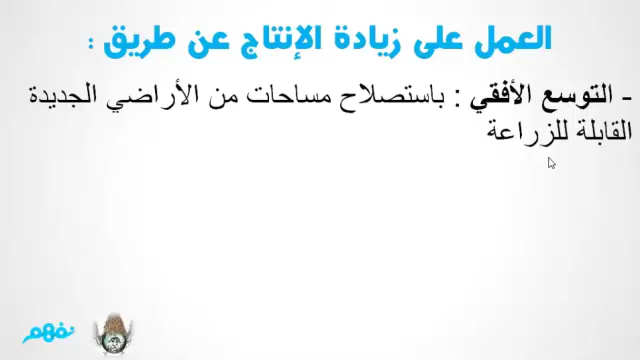 العمل على زيادة الإنتاج عن طريق :
- التوسع الأفقي : باستصلاح مساحات من الأراضي الجديدة
القابلة للزراعة
نفهم